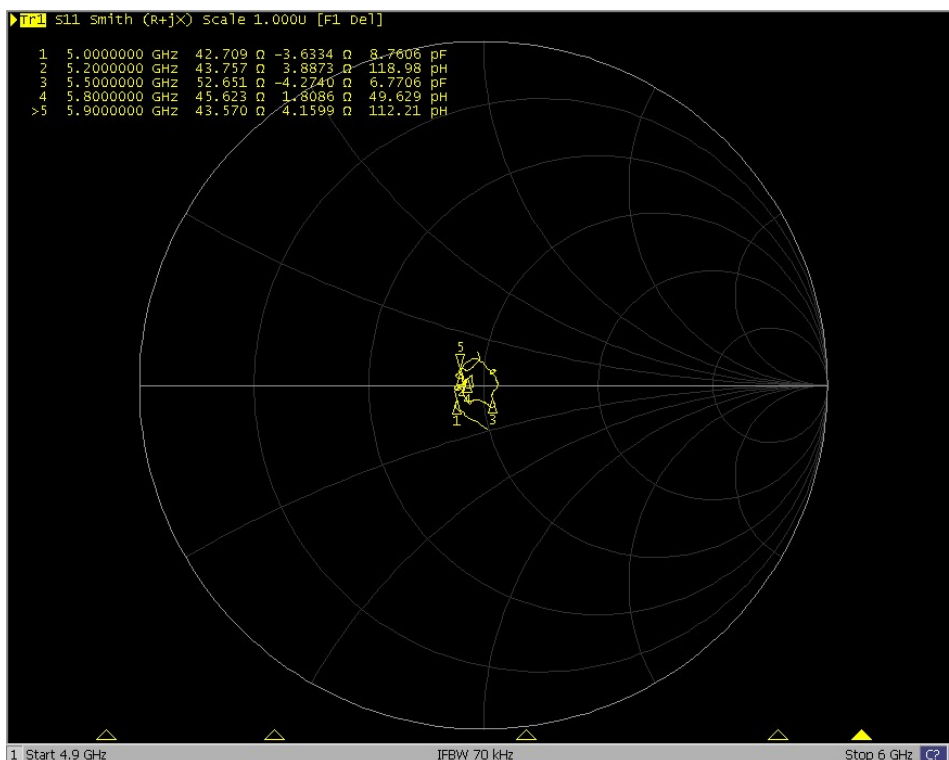 Tr1 S11 Smith (R+jX) Scale 1.000U [F1 Del]
1 5.0000000 GHz 42.709 Ω -3.6334 Ω 8.7606 pF
2 5.2000000 GHz 43.757 Ω 3.8873 Ω 118.98 pH
3 5.5000000 GHz 52.651 Ω -4.2740 Ω 6.7706 pF
4 5.8000000 GHz 45.623 Ω 1.8086 Ω 49.629 pH
>5 5.9000000 GHz 43.570 Ω 4.1599 Ω 112.21 pH
5
4
1 3
1 Start 4.9 GHz IFBW 70 kHz Stop 6 GHz C?